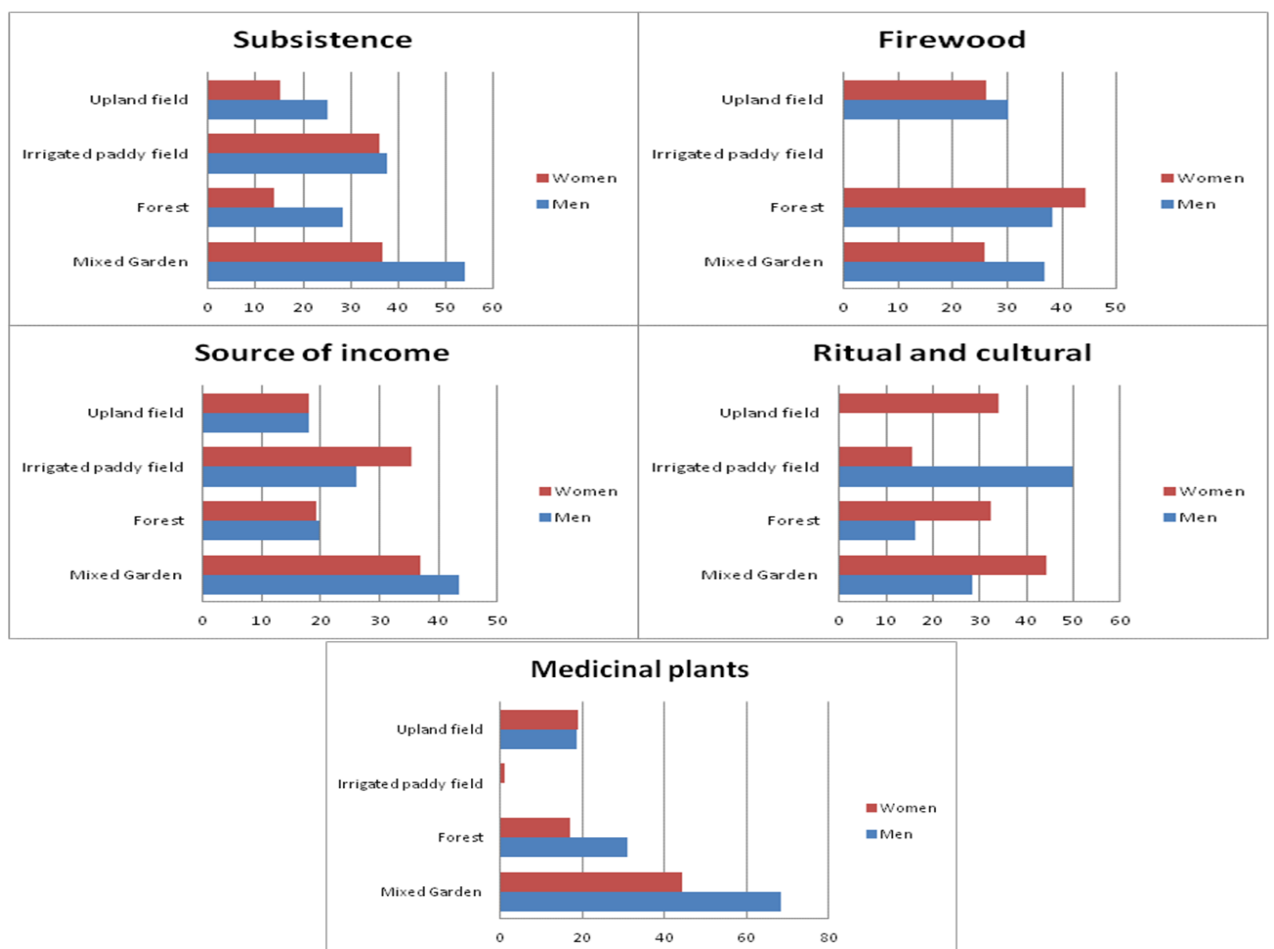 Subsistence
Upland field
Irrigated paddy field
Forest
Mixed Garden
Women
Men
0 10 20 30 40 50 60
Firewood
Upland field
Irrigated paddy field
Forest
Mixed Garden
Women
Men
0 10 20 30 40 50
Source of income
Upland field
Irrigated paddy field
Forest
Mixed Garden
Women
Men
0 10 20 30 40 50
Ritual and cultural
Upland field
Irrigated paddy field
Forest
Mixed Garden
Women
Men
0 10 20 30 40 50 60
Medicinal plants
Upland field
Irrigated paddy field
Forest
Mixed Garden
Women
Men
0 20 40 60 80